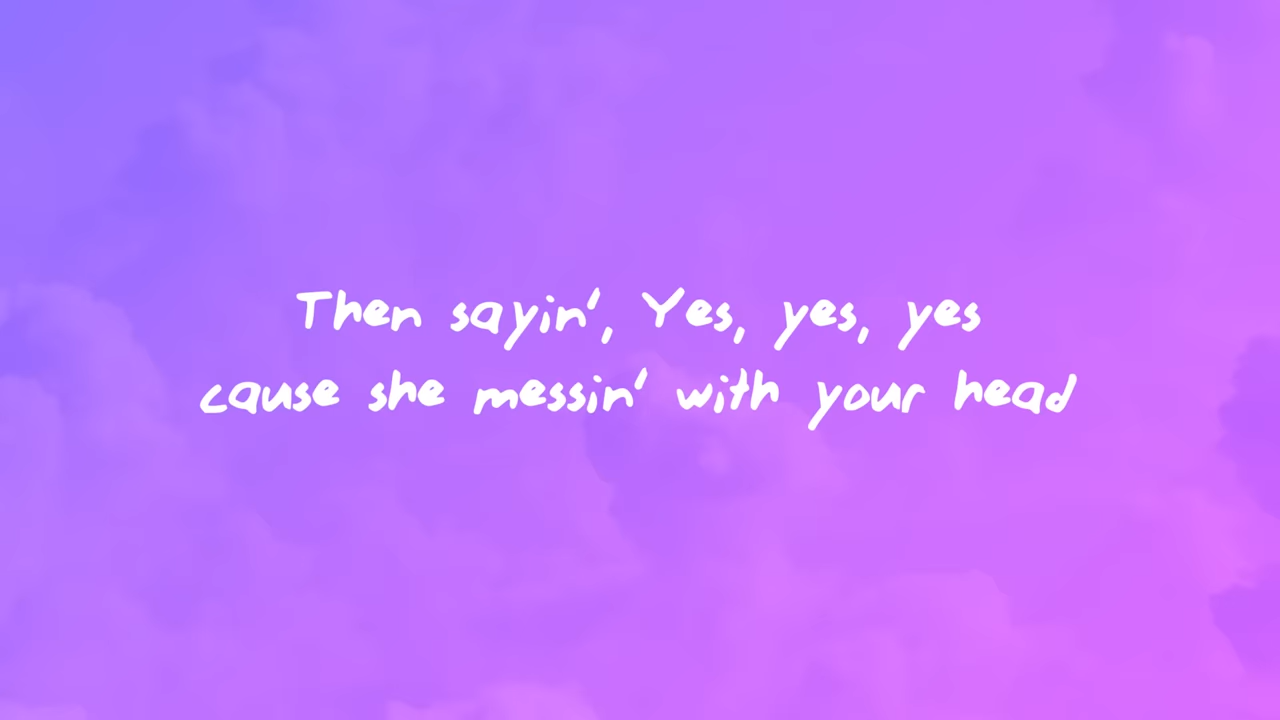 Then sayin', Yes, yes, yes
cause she messin' with your head